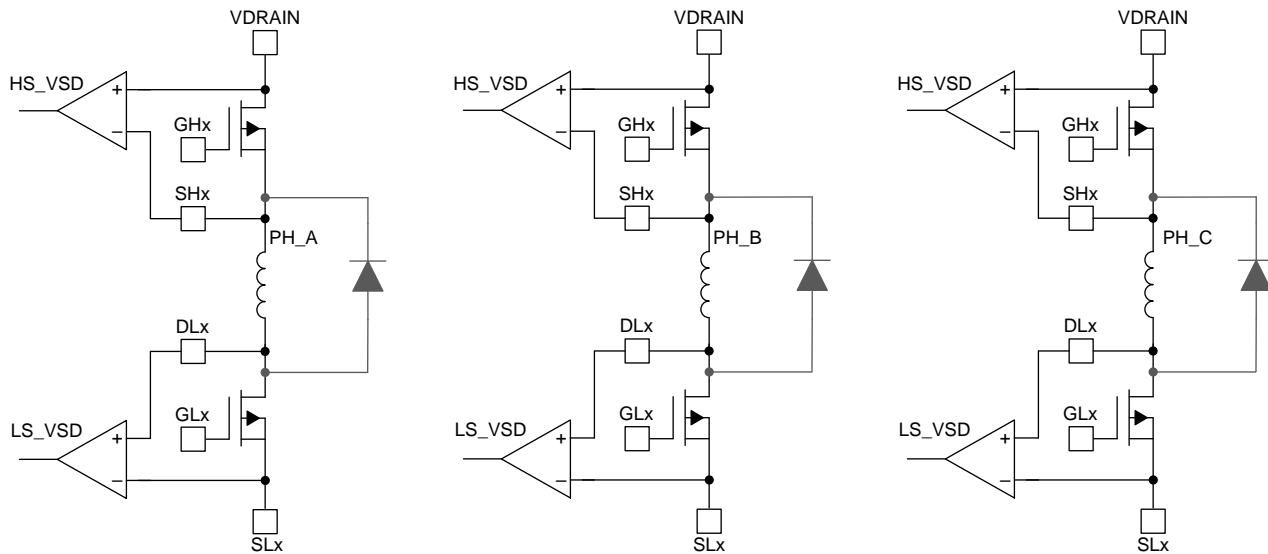 VDRAIN
HS_VSD
+
−
GHx
SHx
PH_A
DLx
GLx
LS_VSD
+
−
SLx
VDRAIN
HS_VSD
+
−
GHx
SHx
PH_B
DLx
GLx
LS_VSD
+
−
SLx
VDRAIN
HS_VSD
+
−
GHx
SHx
PH_C
DLx
GLx
LS_VSD
+
−
SLx